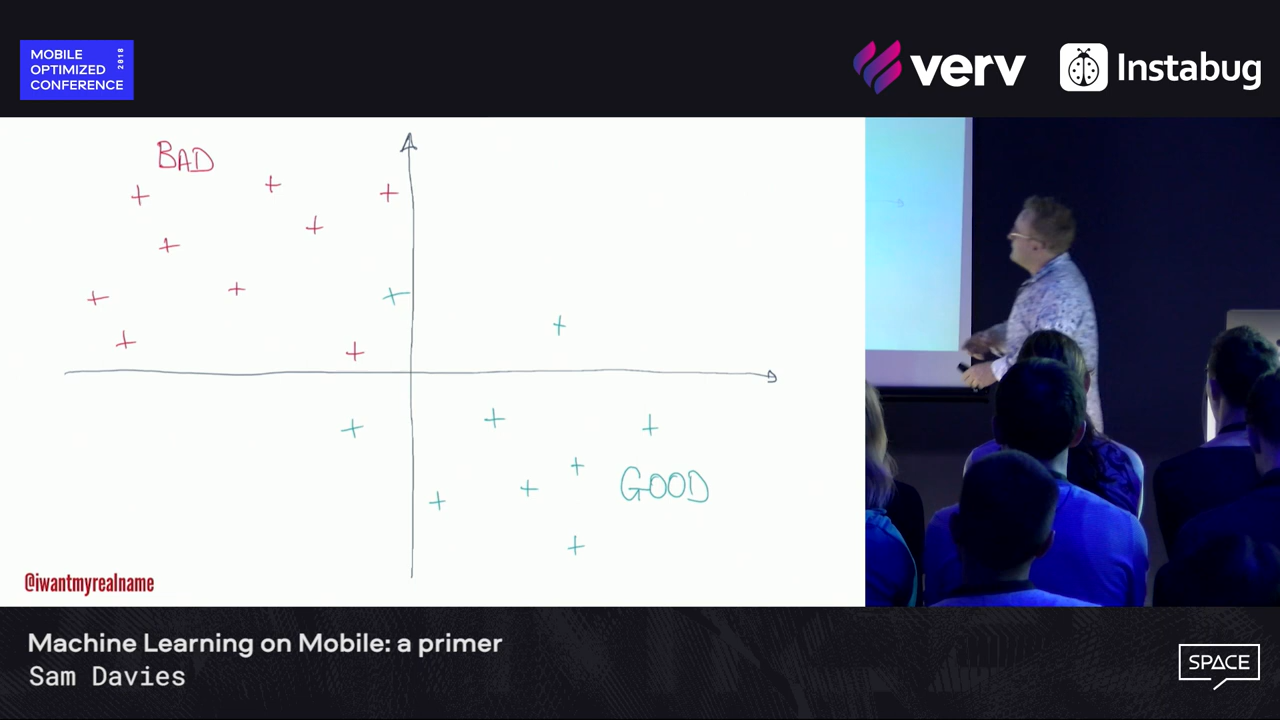 MOBILE
OPTIMIZED
CONFERENCE
2018
verv
Instabug
BAD
GOOD
@iwantmyrealname
Machine Learning on Mobile: a primer
Sam Davies
SPACE